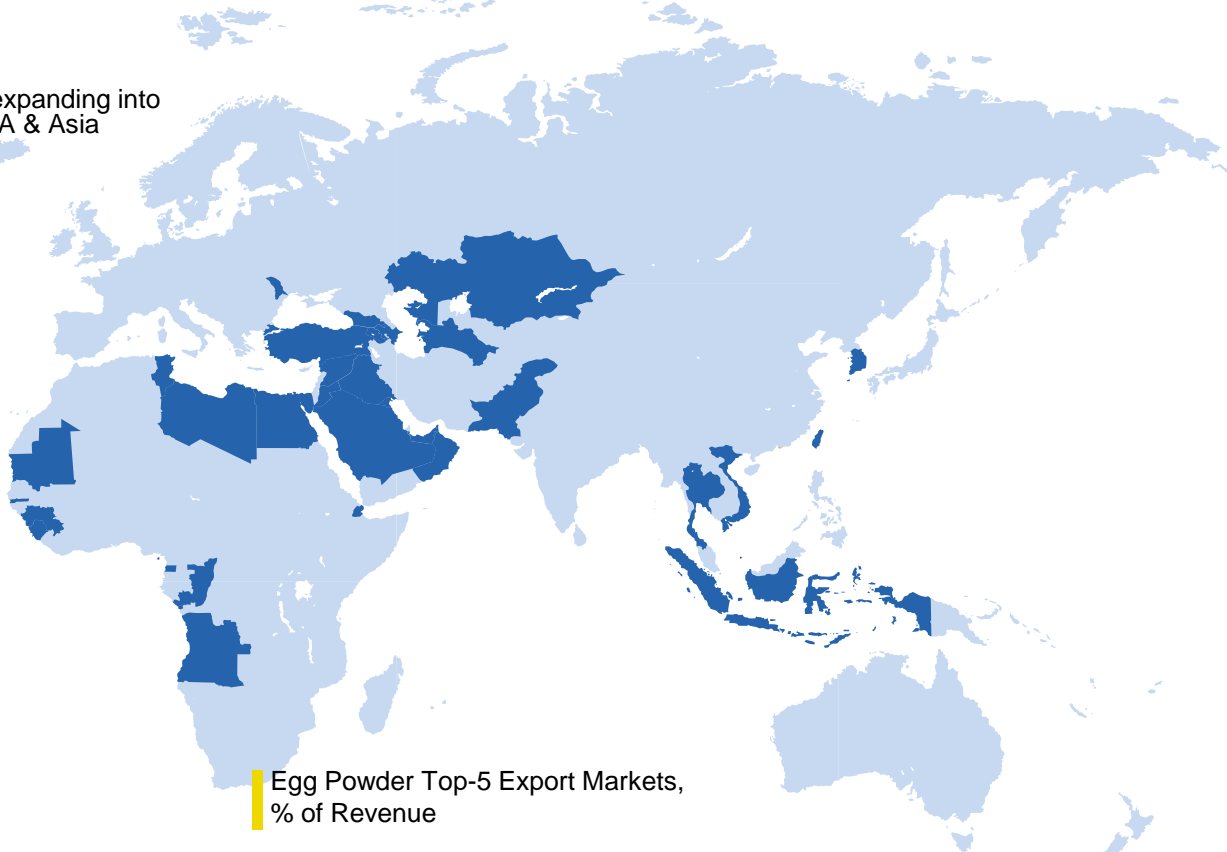 expanding into
A & Asia
Egg Powder Top-5 Export Markets,
% of Revenue